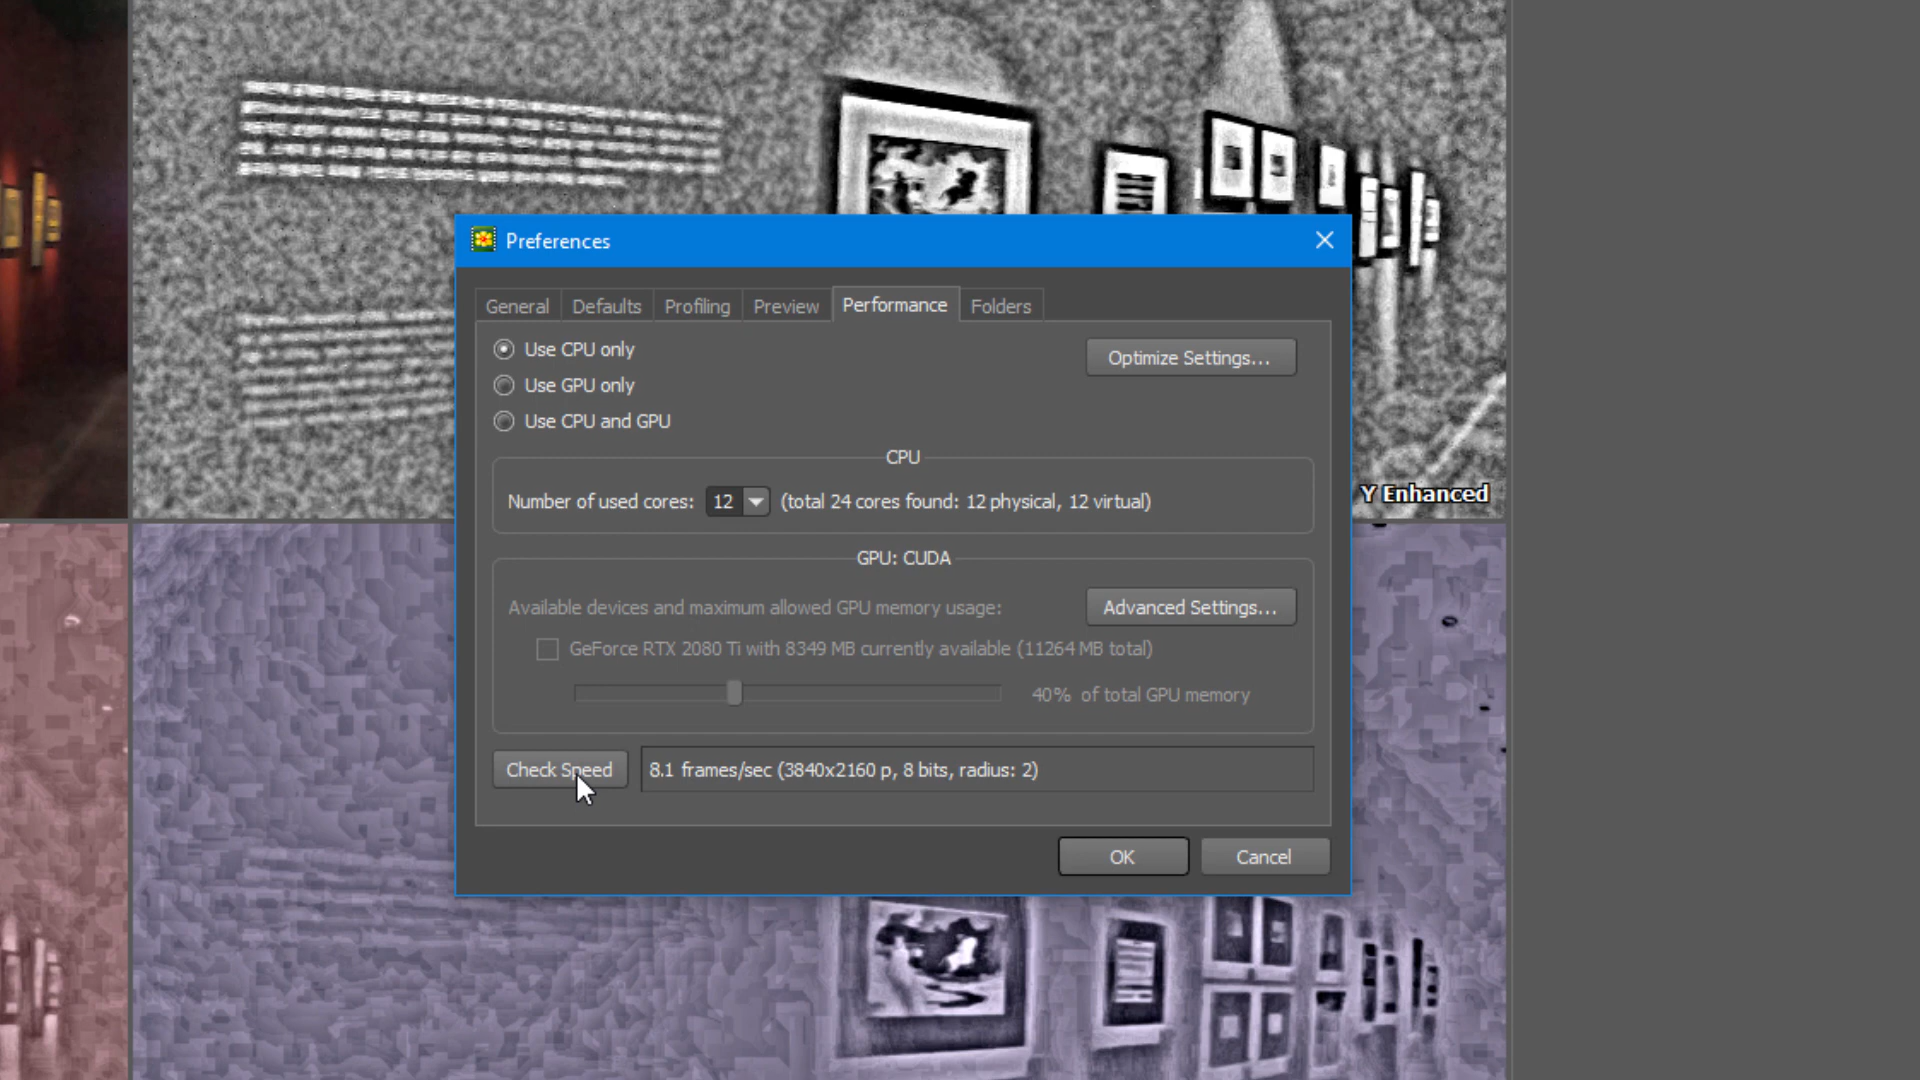 Preferences
General Defaults Profiling Preview Performance Folders
Use CPU only
Optimize Settings...
Use GPU only
Use CPU and GPU
CPU
Number of used cores: 12 (total 24 cores found: 12 physical, 12 virtual)
Y Enhanced
GPU: CUDA
Available devices and maximum allowed GPU memory usage:
Advanced Settings...
GeForce RTX 2080 Ti with 8349 MB currently available (11264 MB total)
40% of total GPU memory
Check Speed
8.1 frames/sec (3840x2160 p, 8 bits, radius: 2)
OK
Cancel